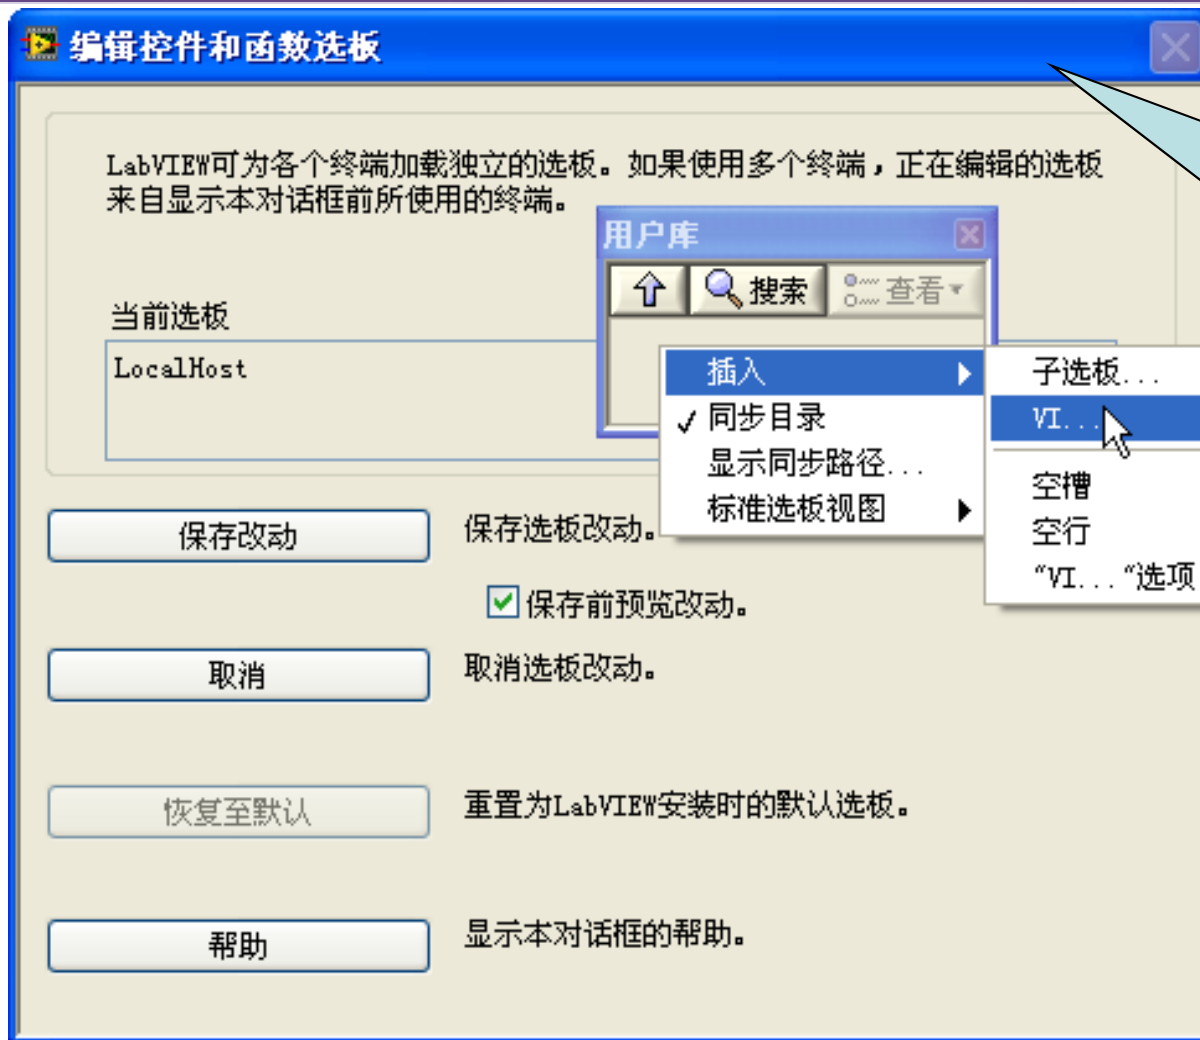 编辑控件和函数选板
LabVIEW可为各个终端加载独立的选板。如果使用多个终端，正在编辑的选板
来自显示本对话框前所使用的终端。
用户库
搜索
查看
当前选板
LocalHost
插入
同步目录
显示同步路径...
标准选板视图
子选板...
VI...
空槽
空行
“VI...“选项
保存改动
保存选板改动。
保存前预览改动。
取消
取消选板改动。
恢复至默认
重置为LabVIEW安装时的默认选板。
帮助
显示本对话框的帮助。